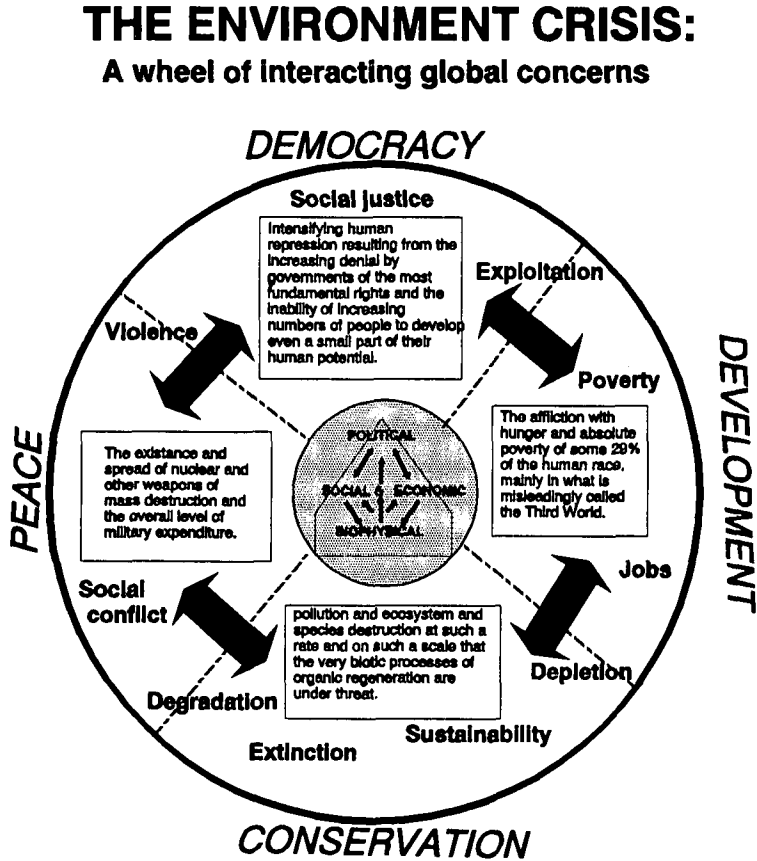 THE ENVIRONMENT CRISIS:
A wheel of interacting global concerns
DEMOCRACY
Social justice
Intensifying human
repression resulting from the
increasing denial by
governments of the most
fundamental rights and the
inability of increasing
numbers of people to develop
even a small part of their
human potential.
Exploitation
Violence
Poverty
DEVELOPMENT
PEACE
The existance and
spread of nuclear and
other weapons of
mass destruction and
the overall level of
military expenditure.
POLITICAL
SOCIAL & ECONOMIC
BIOPHYSICAL
The affliction with
hunger and absolute
poverty of some 29%
of the human race,
mainly in what is
misleadingly called
the Third World.
Social
conflict
Jobs
pollution and ecosystem and
species destruction at such a
rate and on such a scale that
the very biotic processes of
organic regeneration are
under threat.
Depletion
Degradation
Sustainability
Extinction
CONSERVATION